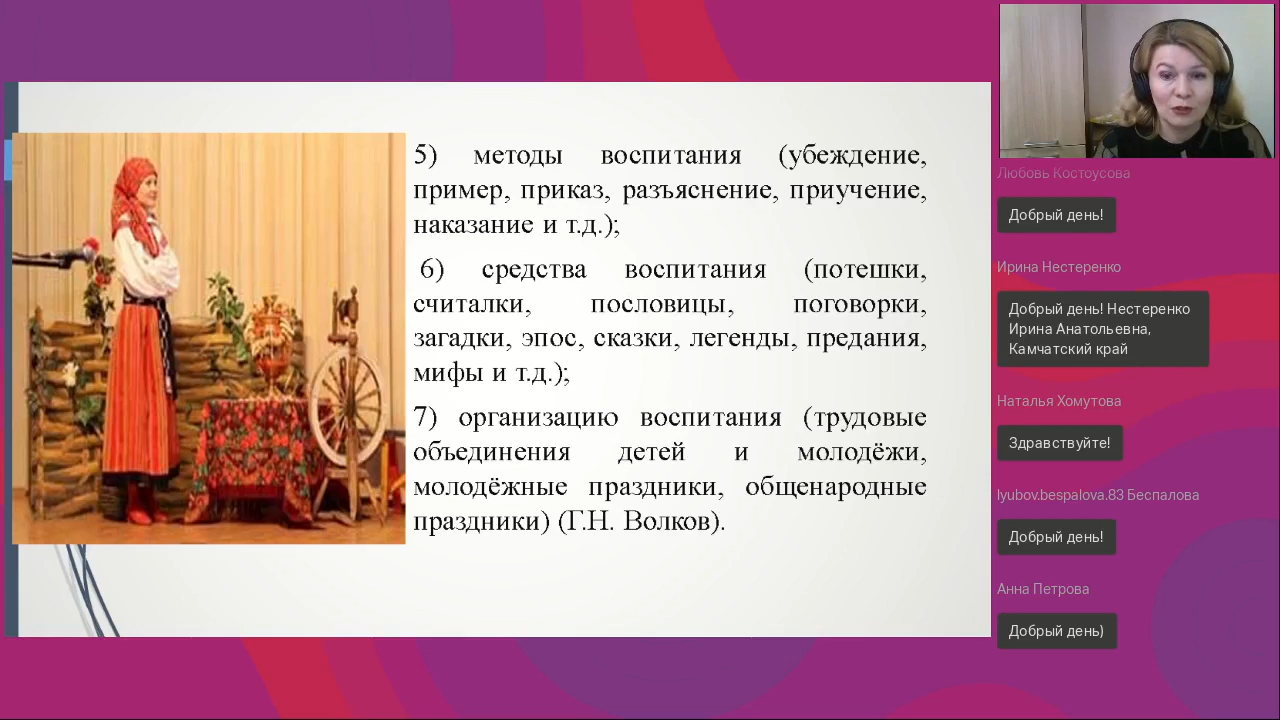 5) методы воспитания (убеждение,
пример, приказ, разъяснение, приучение,
наказание и т.д.);
6) средства воспитания (потешки,
считалки, пословицы, поговорки,
загадки, эпос, сказки, легенды, предания,
мифы и т.д.);
7) организацию воспитания (трудовые
объединения детей и молодёжи,
молодёжные праздники, общенародные
праздники) (Г.Н. Волков).
Любовь Костоусова
Добрый день!
Ирина Нестеренко
Добрый день! Нестеренко
Ирина Анатольевна,
Камчатский край
Наталья Хомутова
Здравствуйте!
lyubov.bespalova.83 Беспалова
Добрый день!
Анна Петрова
Добрый день)